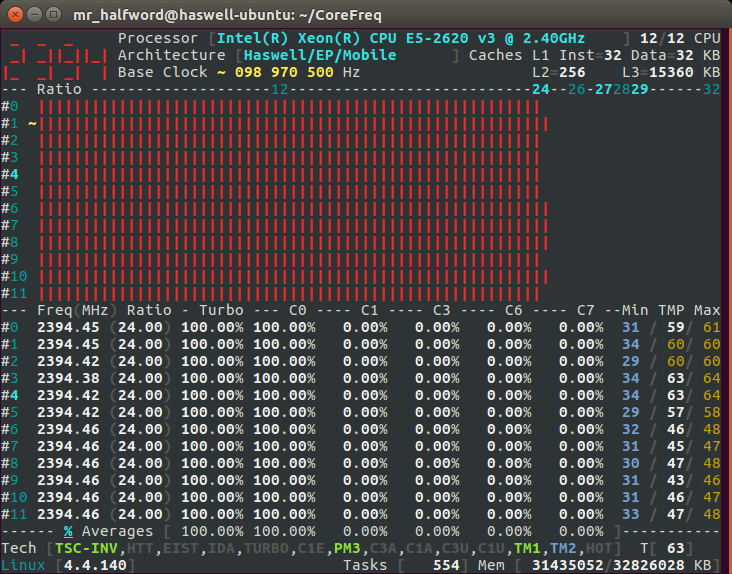 mr_halfword@haswell-ubuntu: ~/CoreFreq
Processor [Intel(R) Xeon(R) CPU E5-2620 v3 @ 2.40GHz ] 12/12 CPU
Architecture [Haswell/EP/Mobile ] Caches L1 Inst=32 Data=32 KB
Base Clock ~ 098 970 500 Hz L2=256 L3=15360 KB
--- Ratio -----------------------12-------------------------------24--26-272829------32
#0
#1 ~
#2
#3
#4
#5
#6
#7
#8
#9
#10
#11
--- Freq(MHz) Ratio - Turbo --- C0 ---- C1 ---- C3 ---- C6 ---- C7 --Min TMP Max
#0 2394.45 (24.00) 100.00% 100.00% 0.00% 0.00% 0.00% 0.00% 31 / 59/ 61
#1 2394.45 (24.00) 100.00% 100.00% 0.00% 0.00% 0.00% 0.00% 34 / 60/ 60
#2 2394.42 (24.00) 100.00% 100.00% 0.00% 0.00% 0.00% 0.00% 29 / 60/ 60
#3 2394.38 (24.00) 100.00% 100.00% 0.00% 0.00% 0.00% 0.00% 34 / 63/ 64
#4 2394.42 (24.00) 100.00% 100.00% 0.00% 0.00% 0.00% 0.00% 34 / 63/ 64
#5 2394.42 (24.00) 100.00% 100.00% 0.00% 0.00% 0.00% 0.00% 29 / 57/ 58
#6 2394.46 (24.00) 100.00% 100.00% 0.00% 0.00% 0.00% 0.00% 32 / 46/ 48
#7 2394.46 (24.00) 100.00% 100.00% 0.00% 0.00% 0.00% 0.00% 31 / 45/ 47
#8 2394.46 (24.00) 100.00% 100.00% 0.00% 0.00% 0.00% 0.00% 30 / 47/ 48
#9 2394.46 (24.00) 100.00% 100.00% 0.00% 0.00% 0.00% 0.00% 31 / 43/ 46
#10 2394.46 (24.00) 100.00% 100.00% 0.00% 0.00% 0.00% 0.00% 31 / 46/ 47
#11 2394.46 (24.00) 100.00% 100.00% 0.00% 0.00% 0.00% 0.00% 33 / 47/ 48
------ % Averages [ 100.00% 100.00% 0.00% 0.00% 0.00% 0.00% ]-----------
Tech [TSC-INV,HTT,EIST,IDA,TURBO,C1E,PM3,C3A,C1A,C3U,C1U,TM1,TM2,HOT] T[ 63]
Linux [4.4.140] Tasks [ 554] Mem [ 31435052/32826028 KB]